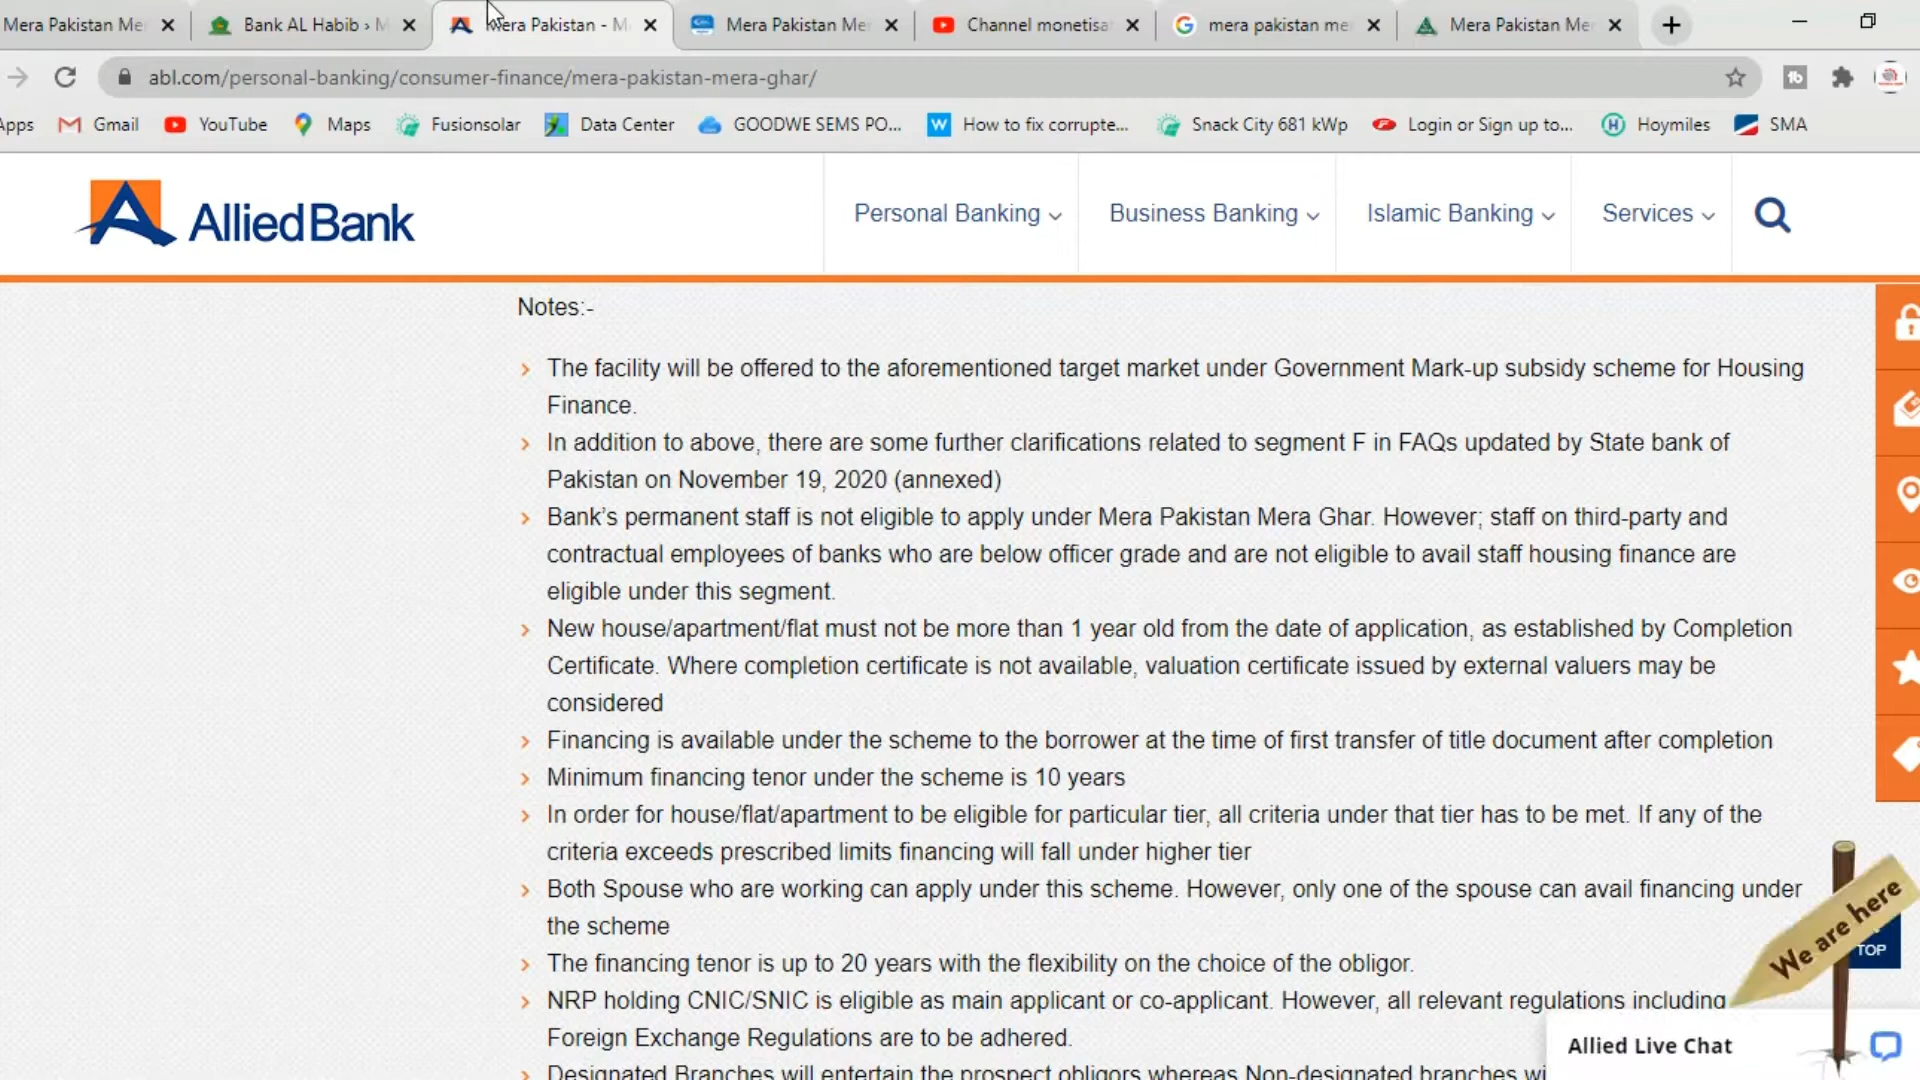 Mera Pakistan Me
Bank AL Habib › M
Mera Pakistan - M
Mera Pakistan Me
Channel monetisa
mera pakistan me
Mera Pakistan Me
abl.com/personal-banking/consumer-finance/mera-pakistan-mera-ghar/
Apps
Gmail
YouTube
Maps
Fusionsolar
Data Center
GOODWE SEMS PO...
How to fix corrupte...
Snack City 681 kWp
Login or Sign up to...
Hoymiles
SMA
Allied Bank
Personal Banking
Business Banking
Islamic Banking
Services
Notes:-
The facility will be offered to the aforementioned target market under Government Mark-up subsidy scheme for Housing
Finance.
In addition to above, there are some further clarifications related to segment F in FAQs updated by State bank of
Pakistan on November 19, 2020 (annexed)
Bank’s permanent staff is not eligible to apply under Mera Pakistan Mera Ghar. However; staff on third-party and
contractual employees of banks who are below officer grade and are not eligible to avail staff housing finance are
eligible under this segment.
New house/apartment/flat must not be more than 1 year old from the date of application, as established by Completion
Certificate. Where completion certificate is not available, valuation certificate issued by external valuers may be
considered
Financing is available under the scheme to the borrower at the time of first transfer of title document after completion
Minimum financing tenor under the scheme is 10 years
In order for house/flat/apartment to be eligible for particular tier, all criteria under that tier has to be met. If any of the
criteria exceeds prescribed limits financing will fall under higher tier
Both Spouse who are working can apply under this scheme. However, only one of the spouse can avail financing under
the scheme
The financing tenor is up to 20 years with the flexibility on the choice of the obligor.
NRP holding CNIC/SNIC is eligible as main applicant or co-applicant. However, all relevant regulations including
Foreign Exchange Regulations are to be adhered.
Designated Branches will entertain the prospect obligors whereas Non-designated branches wi
We are here
TOP
Allied Live Chat